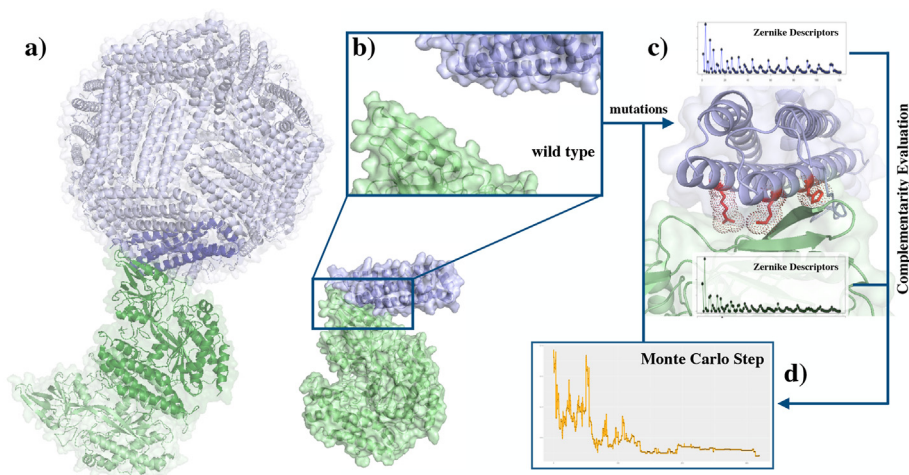 a)
b)
wild type
mutations
c)
Zernike Descriptors
Zernike Descriptors
Complementarity Evaluation
Monte Carlo Step
d)